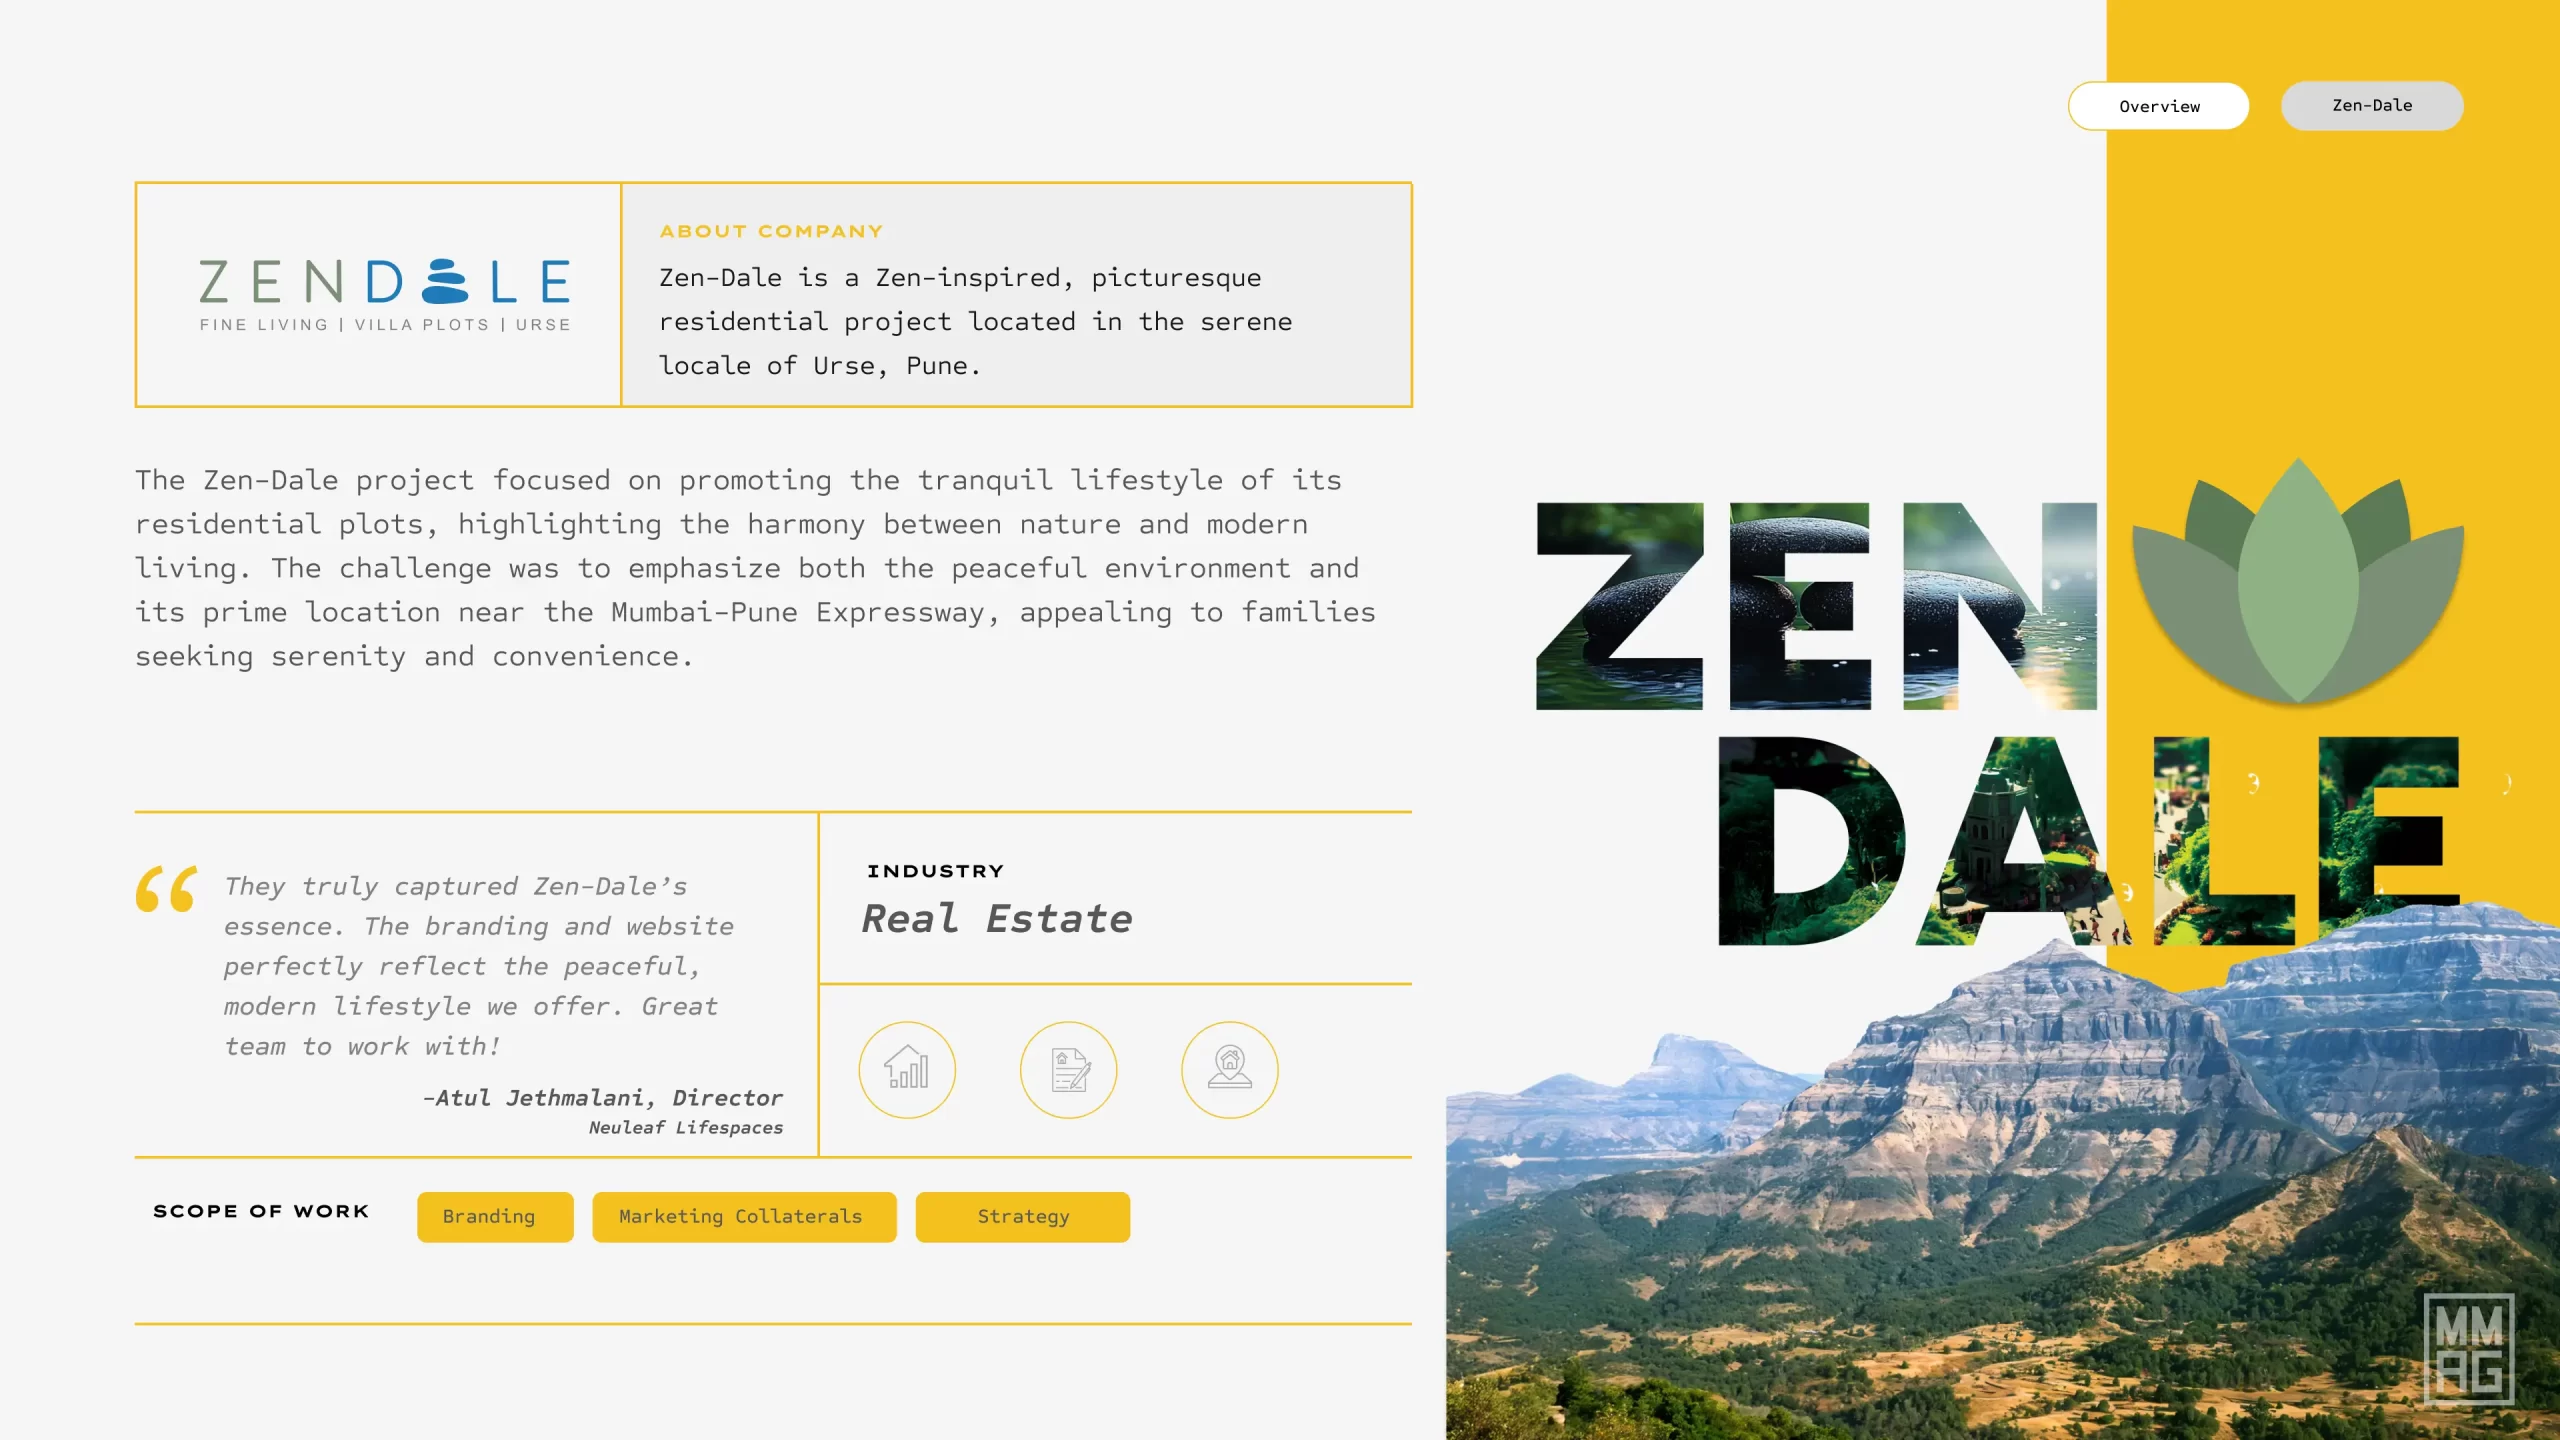 Overview
Zen-Dale
ZENDALE
FINE LIVING | VILLA PLOTS | URSE
ABOUT COMPANY
Zen-Dale is a Zen-inspired, picturesque
residential project located in the serene
locale of Urse, Pune.
The Zen-Dale project focused on promoting the tranquil lifestyle of its
residential plots, highlighting the harmony between nature and modern
living. The challenge was to emphasize both the peaceful environment and
its prime location near the Mumbai-Pune Expressway, appealing to families
seeking serenity and convenience.
ZEN
DALE
“ They truly captured Zen-Dale’s
essence. The branding and website
perfectly reflect the peaceful,
modern lifestyle we offer. Great
team to work with!
-Atul Jethmalani, Director
Neuleaf Lifespaces
INDUSTRY
Real Estate
SCOPE OF WORK
Branding
Marketing Collaterals
Strategy
MM
AG